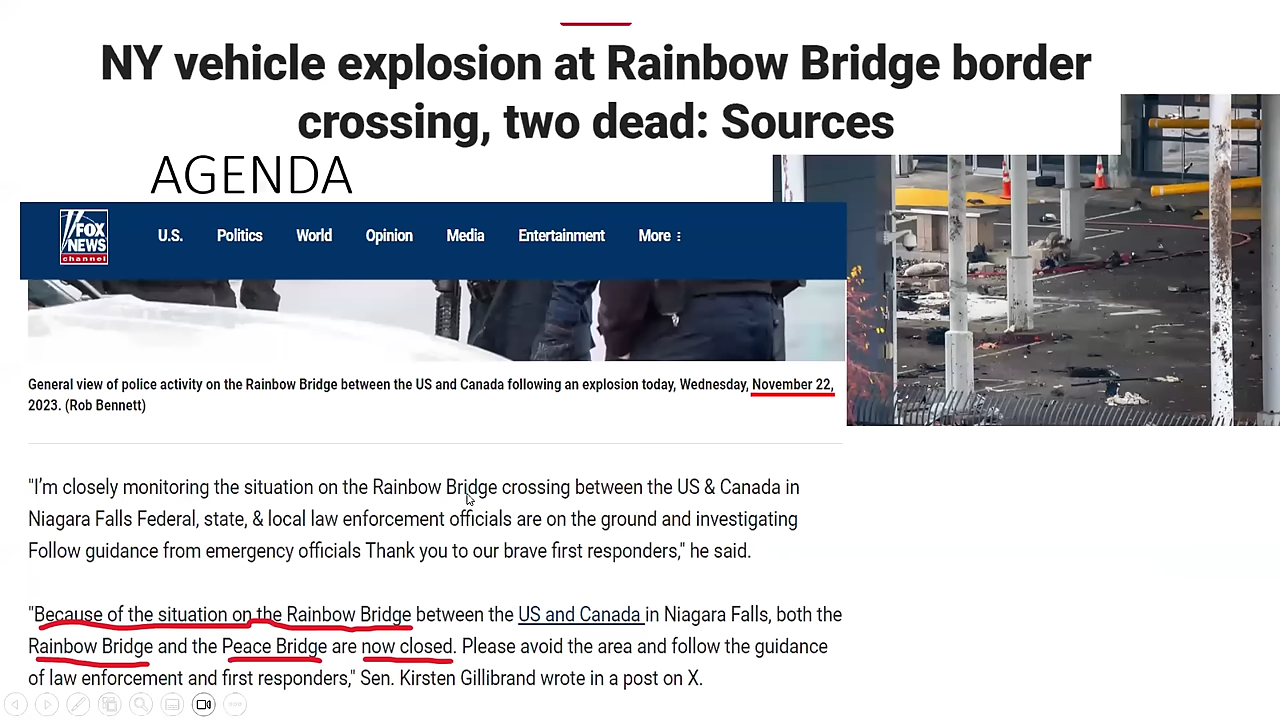 NY vehicle explosion at Rainbow Bridge border
crossing, two dead: Sources
AGENDA
FOX
NEWS
channel
U.S. Politics World Opinion Media Entertainment More
General view of police activity on the Rainbow Bridge between the US and Canada following an explosion today, Wednesday, November 22,
2023. (Rob Bennett)
"I'm closely monitoring the situation on the Rainbow Bridge crossing between the US & Canada in
Niagara Falls Federal, state, & local law enforcement officials are on the ground and investigating
Follow guidance from emergency officials Thank you to our brave first responders," he said.
"Because of the situation on the Rainbow Bridge between the US and Canada in Niagara Falls, both the
Rainbow Bridge and the Peace Bridge are now closed. Please avoid the area and follow the guidance
of law enforcement and first responders," Sen. Kirsten Gillibrand wrote in a post on X.